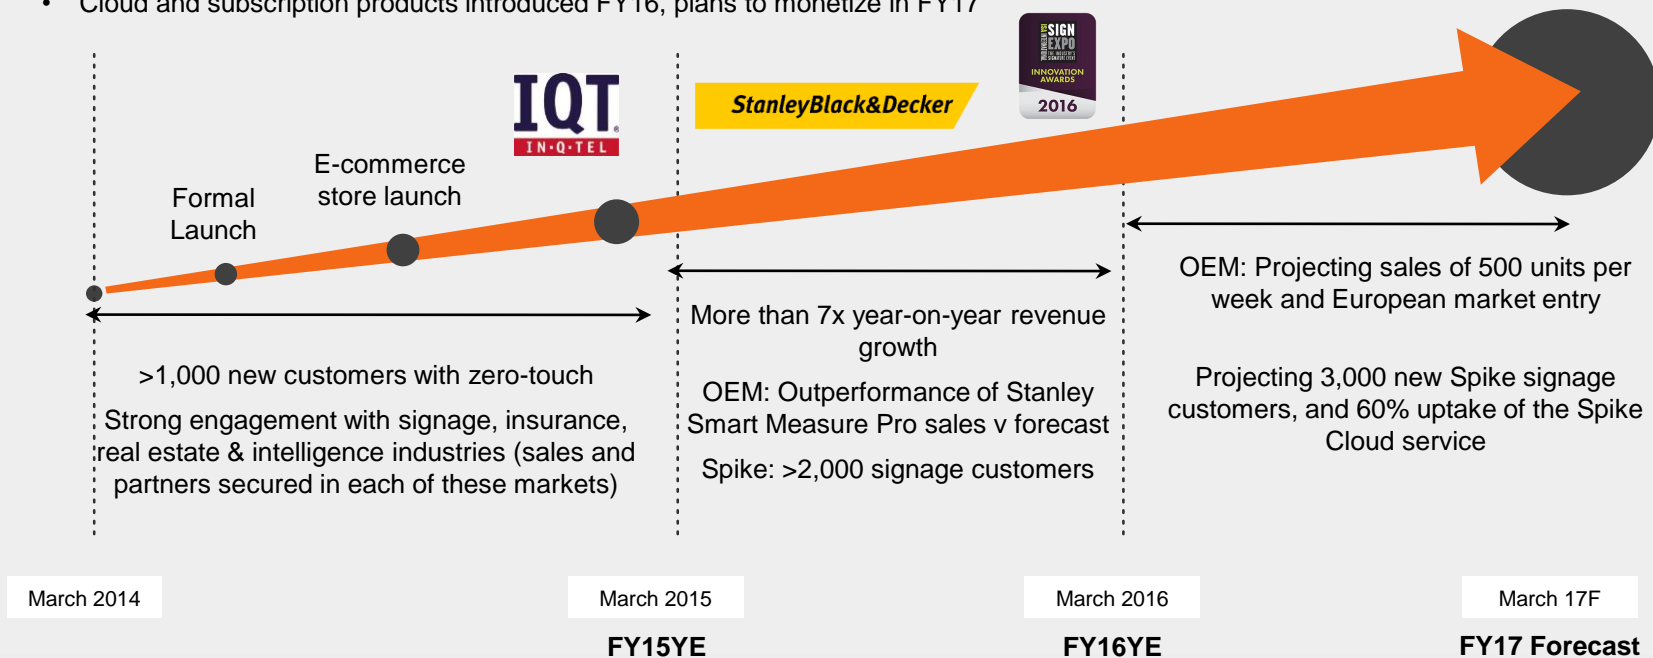 • Cloud and subscription products introduced FY16, plans to monetize in FY17
SIGN
EXPO
INNOVATION
AWARDS
2016
IQT
IN·Q·TEL
StanleyBlack&Decker
E-commerce
store launch
Formal
Launch
>1,000 new customers with zero-touch
Strong engagement with signage, insurance,
real estate & intelligence industries (sales and
partners secured in each of these markets)
More than 7x year-on-year revenue
growth
OEM: Outperformance of Stanley
Smart Measure Pro sales v forecast
Spike: >2,000 signage customers
OEM: Projecting sales of 500 units per
week and European market entry
Projecting 3,000 new Spike signage
customers, and 60% uptake of the Spike
Cloud service
March 2014
March 2015
March 2016
March 17F
FY15YE
FY16YE
FY17 Forecast